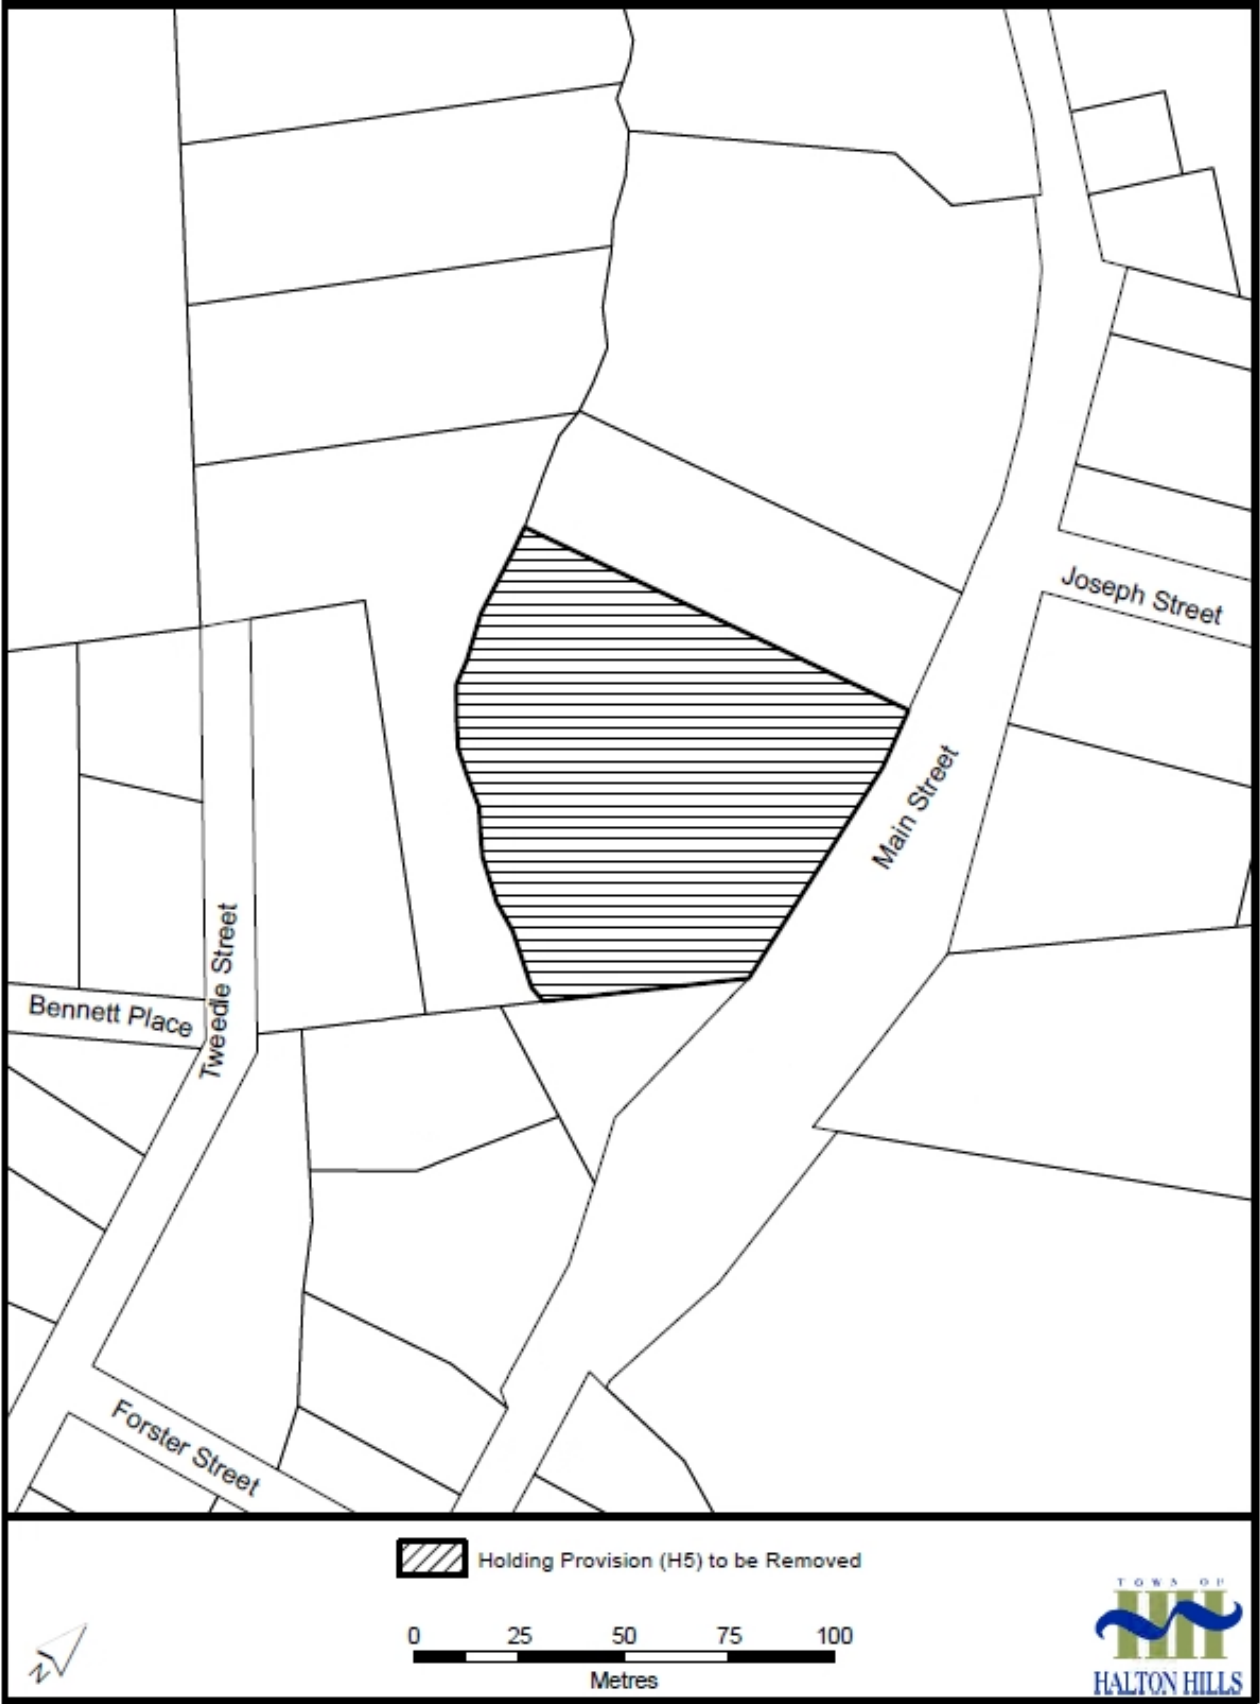 Joseph Street
Main Street
Tweedle Street
Bennett Place
Forster Street
Holding Provision (H5) to be Removed
0 25 50 75 100
Metres
N
TOWN OF
HALTON HILLS